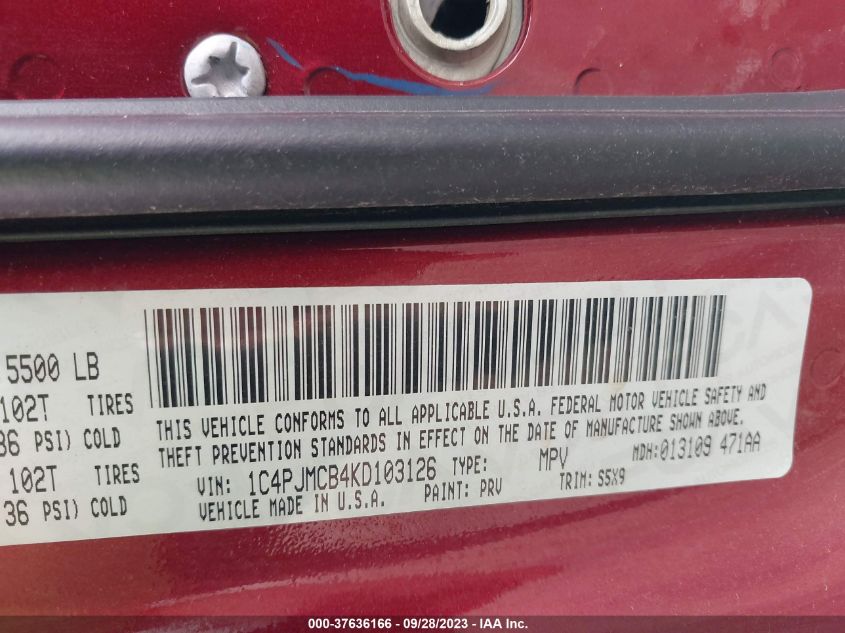 5500 LB
102T TIRES
36 PSI) COLD
102T TIRES
36 PSI) COLD
THIS VEHICLE CONFORMS TO ALL APPLICABLE U.S.A. FEDERAL MOTOR VEHICLE SAFETY AND
THEFT PREVENTION STANDARDS IN EFFECT ON THE DATE OF MANUFACTURE SHOWN ABOVE.
VIN: 1C4PJMCB4KD103126 TYPE: MPV MDH:013109 471AA
VEHICLE MADE IN U.S.A. PAINT: PRV TRIM: S5X9
000-37636166 - 09/28/2023 - © IAA Inc.